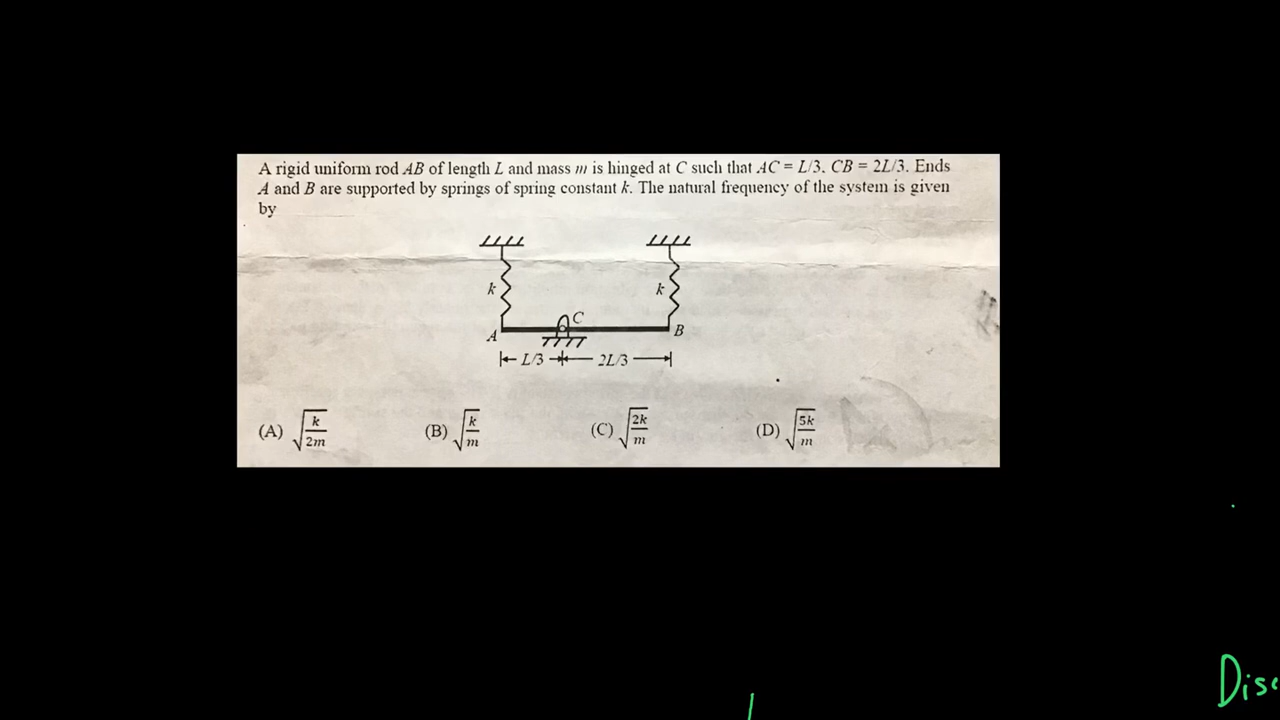 A rigid uniform rod AB of length L and mass m is hinged at C such that AC = L/3, CB = 2L/3. Ends
A and B are supported by springs of spring constant k. The natural frequency of the system is given
by
k k
C
A B
L/3 2L/3
(A) √(k/2m) (B) √(k/m) (C) √(2k/m) (D) √(5k/m)